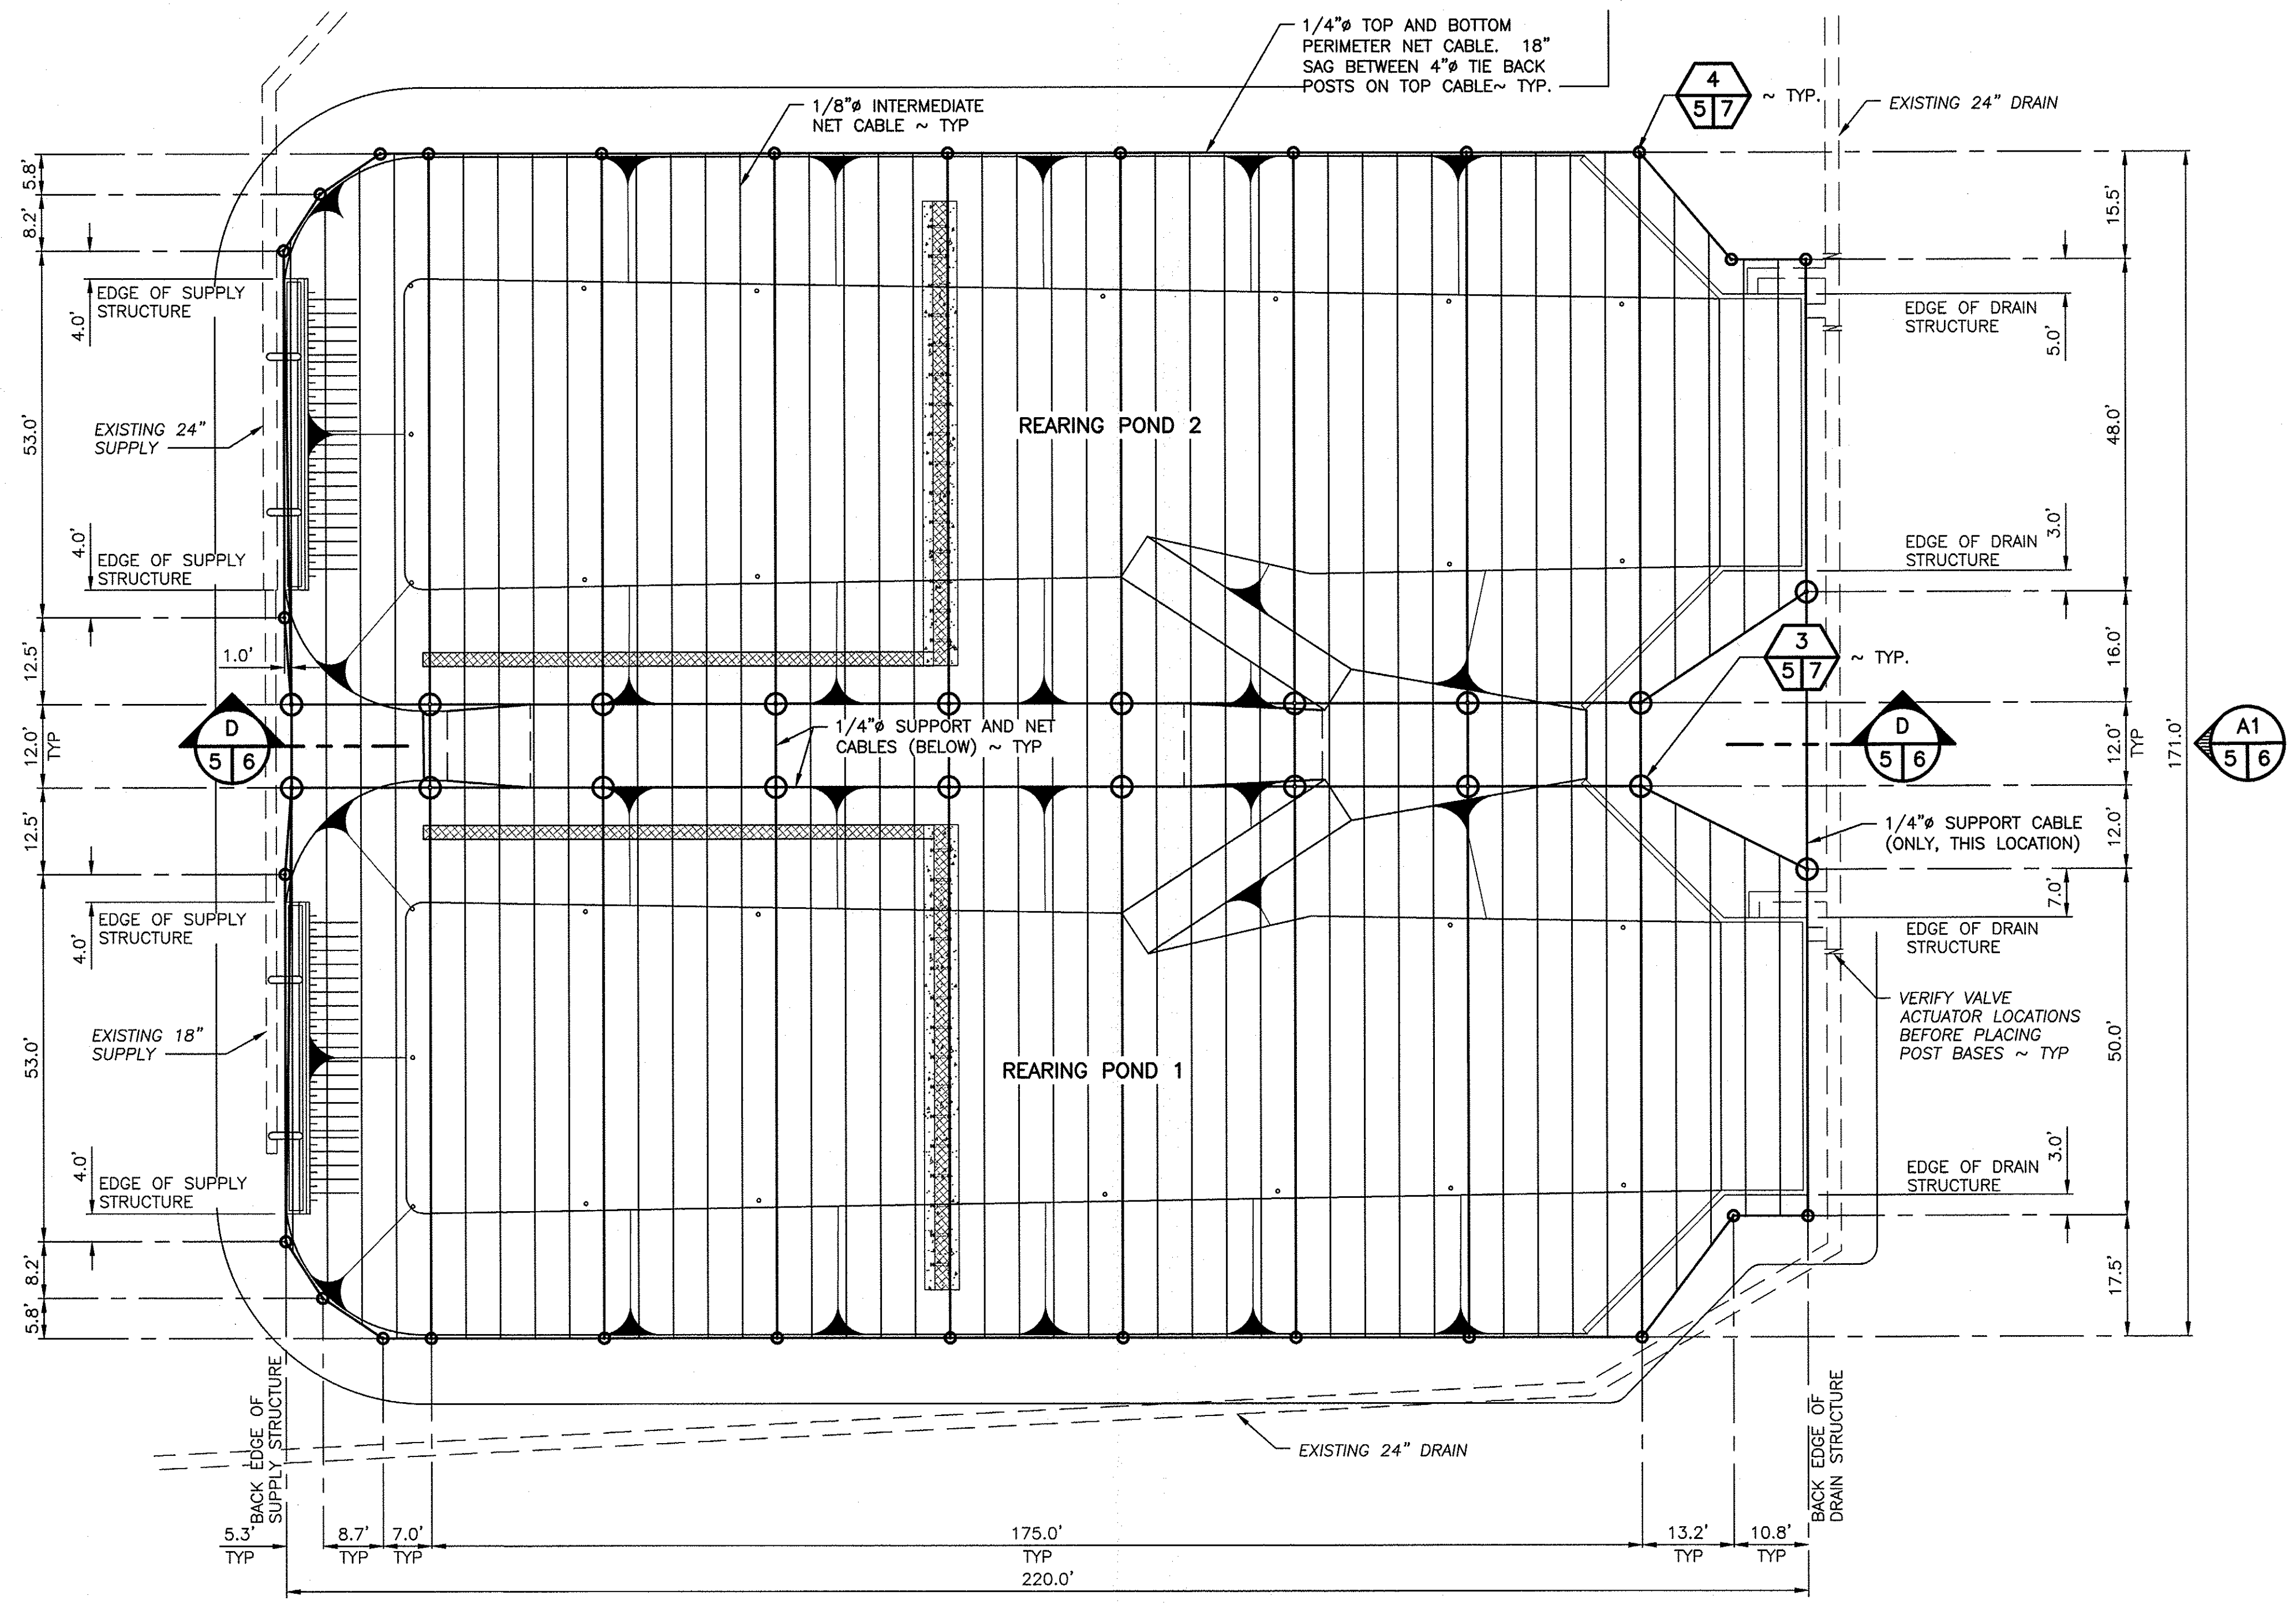 1/4"ø TOP AND BOTTOM
PERIMETER NET CABLE. 18"
SAG BETWEEN 4"ø TIE BACK
POSTS ON TOP CABLE~ TYP.
4
5 7
~ TYP.
EXISTING 24" DRAIN
1/8"ø INTERMEDIATE
NET CABLE ~ TYP
5.8'
8.2'
53.0'
12.5'
12.0'
TYP
12.5'
53.0'
8.2'
5.8'
4.0'
EDGE OF SUPPLY
STRUCTURE
EXISTING 24"
SUPPLY
4.0'
EDGE OF SUPPLY
STRUCTURE
1.0'
D
5 6
4.0'
EDGE OF SUPPLY
STRUCTURE
EXISTING 18"
SUPPLY
4.0'
EDGE OF SUPPLY
STRUCTURE
REARING POND 2
1/4"ø SUPPORT AND NET
CABLES (BELOW) ~ TYP
REARING POND 1
EDGE OF DRAIN
STRUCTURE
5.0'
EDGE OF DRAIN
STRUCTURE
3.0'
3
5 7
~ TYP.
D
5 6
1/4"ø SUPPORT CABLE
(ONLY, THIS LOCATION)
7.0'
EDGE OF DRAIN
STRUCTURE
VERIFY VALVE
ACTUATOR LOCATIONS
BEFORE PLACING
POST BASES ~ TYP
EDGE OF DRAIN
STRUCTURE
3.0'
15.5'
48.0'
16.0'
12.0'
TYP
12.0'
50.0'
17.5'
171.0'
A1
5 6
EXISTING 24" DRAIN
BACK EDGE OF
SUPPLY STRUCTURE
BACK EDGE OF
DRAIN STRUCTURE
5.3'
TYP
8.7'
TYP
7.0'
TYP
175.0'
TYP
13.2'
TYP
10.8'
TYP
220.0'